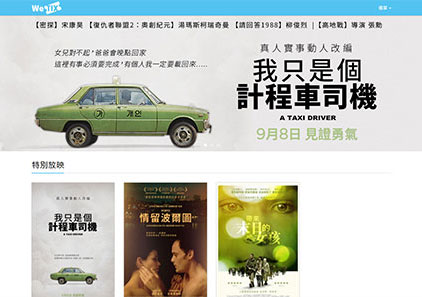 【密探】宋康昊 【復仇者聯盟2：奧創紀元】湯瑪斯柯瑞奇曼 【請回答1988】柳俊烈 |【高地戰】導演 張勳
女兒對不起，爸爸會晚點回家
這裡有事必須要完成，有個人我一定要載回來.....
真人實事動人改編
我只是個
計程車司機
A TAXI DRIVER
9月8日 見證勇氣
개인
特別放映
真人實事動人改編
我只是個
計程車司機
A TAXI DRIVER
情留波爾圖
末日的女孩